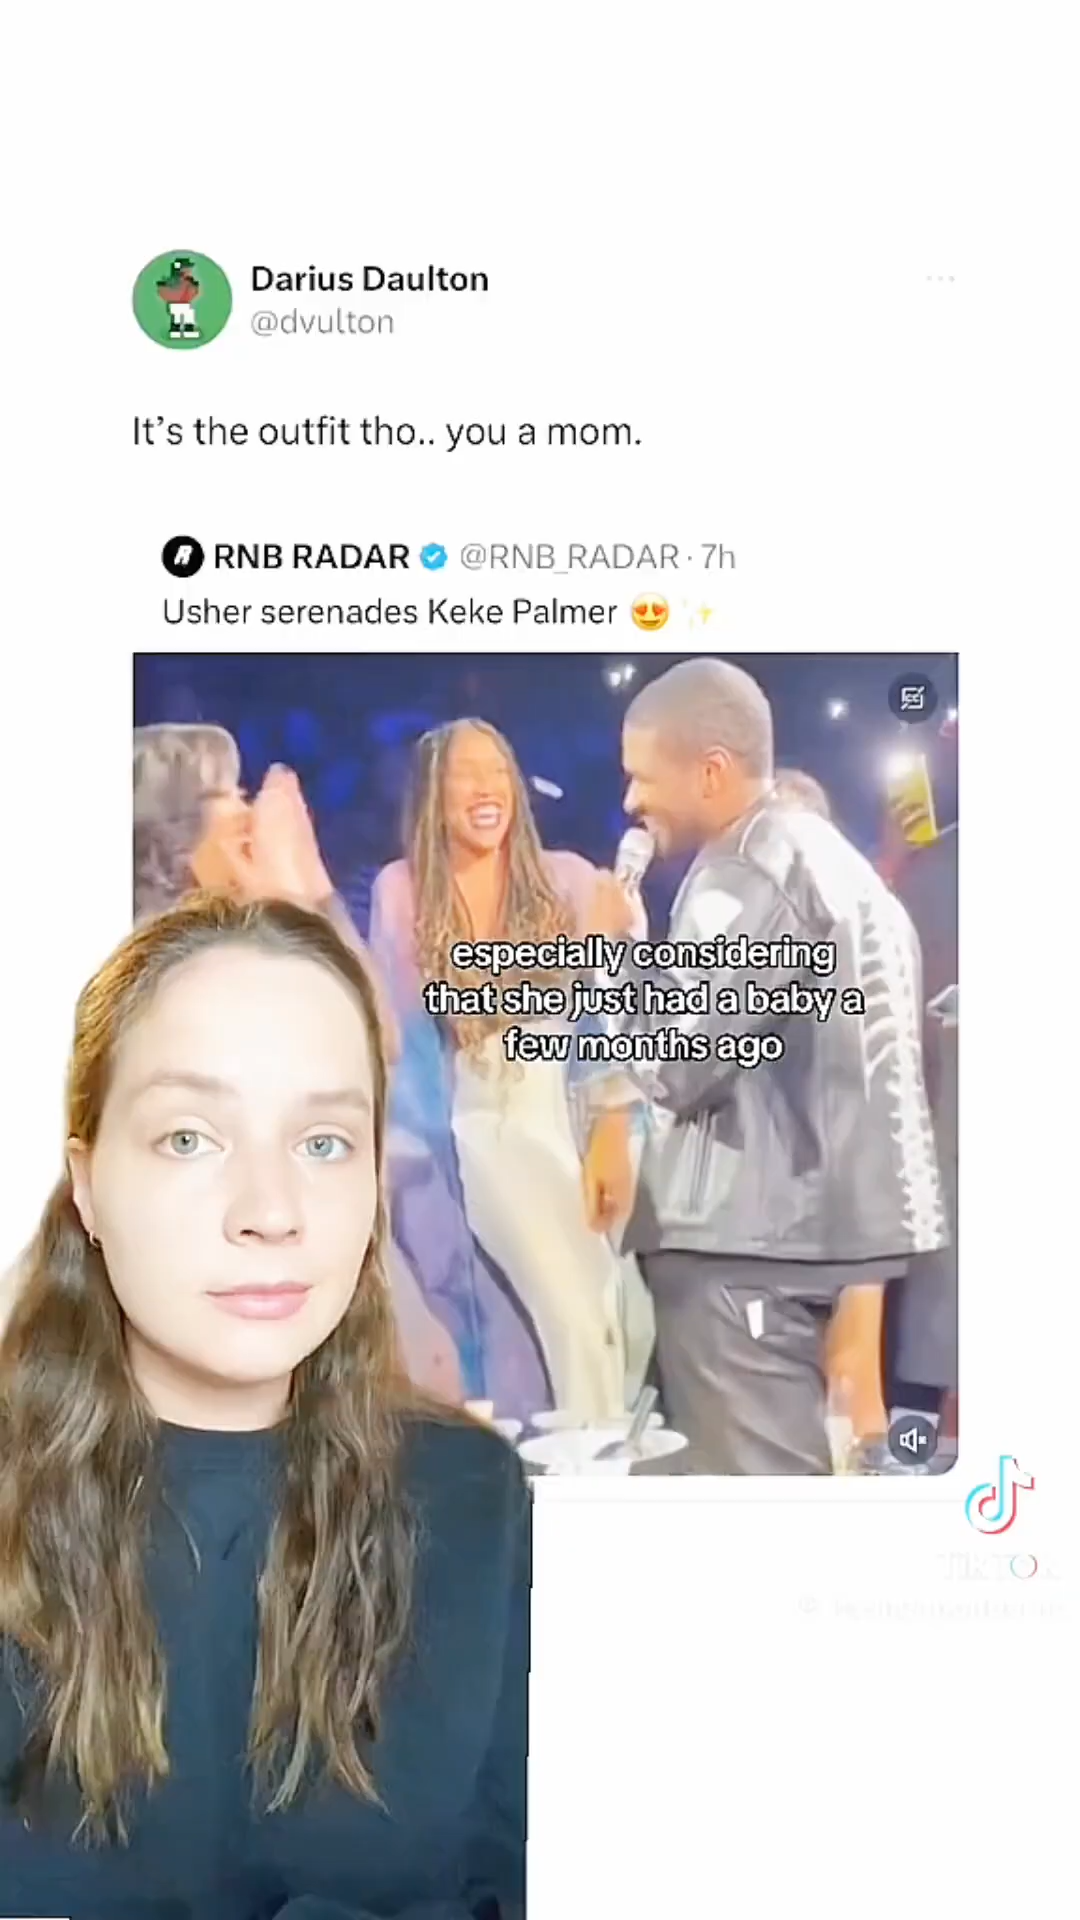 Darius Daulton
@dvulton
It's the outfit tho.. you a mom.
RNB RADAR @RNB_RADAR · 7h
Usher serenades Keke Palmer 😍 ✨
especially considering
that she just had a baby a
few months ago
TIKTOK